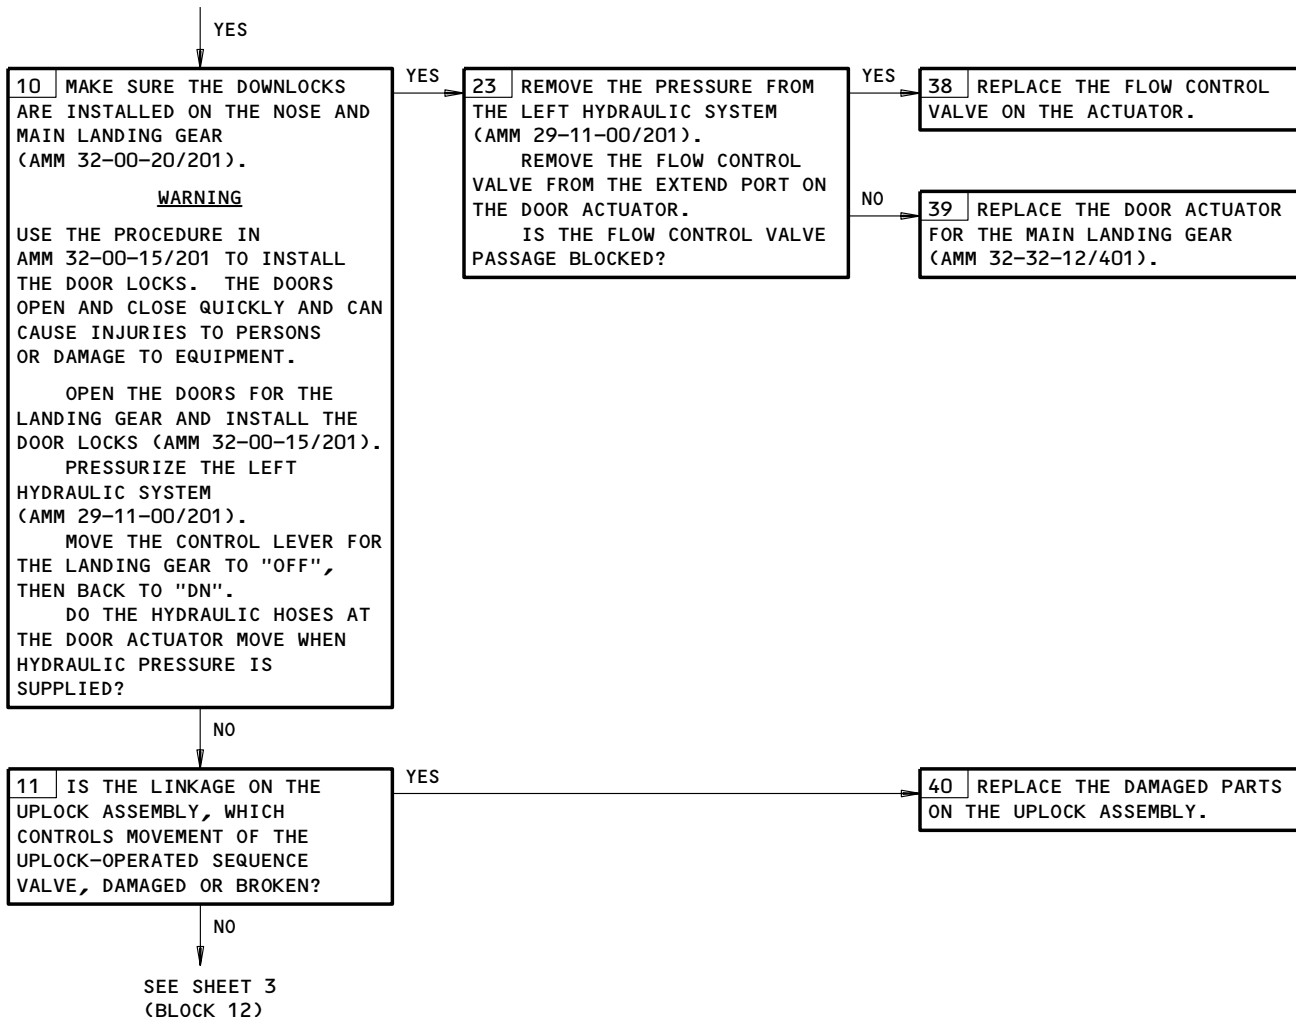 YES
10 MAKE SURE THE DOWNLOCKS
ARE INSTALLED ON THE NOSE AND
MAIN LANDING GEAR
(AMM 32-00-20/201).
WARNING
USE THE PROCEDURE IN
AMM 32-00-15/201 TO INSTALL
THE DOOR LOCKS. THE DOORS
OPEN AND CLOSE QUICKLY AND CAN
CAUSE INJURIES TO PERSONS
OR DAMAGE TO EQUIPMENT.
OPEN THE DOORS FOR THE
LANDING GEAR AND INSTALL THE
DOOR LOCKS (AMM 32-00-15/201).
PRESSURIZE THE LEFT
HYDRAULIC SYSTEM
(AMM 29-11-00/201).
MOVE THE CONTROL LEVER FOR
THE LANDING GEAR TO "OFF",
THEN BACK TO "DN".
DO THE HYDRAULIC HOSES AT
THE DOOR ACTUATOR MOVE WHEN
HYDRAULIC PRESSURE IS
SUPPLIED?
YES
23 REMOVE THE PRESSURE FROM
THE LEFT HYDRAULIC SYSTEM
(AMM 29-11-00/201).
REMOVE THE FLOW CONTROL
VALVE FROM THE EXTEND PORT ON
THE DOOR ACTUATOR.
IS THE FLOW CONTROL VALVE
PASSAGE BLOCKED?
YES
38 REPLACE THE FLOW CONTROL
VALVE ON THE ACTUATOR.
NO
39 REPLACE THE DOOR ACTUATOR
FOR THE MAIN LANDING GEAR
(AMM 32-32-12/401).
NO
11 IS THE LINKAGE ON THE
UPLOCK ASSEMBLY, WHICH
CONTROLS MOVEMENT OF THE
UPLOCK-OPERATED SEQUENCE
VALVE, DAMAGED OR BROKEN?
YES
40 REPLACE THE DAMAGED PARTS
ON THE UPLOCK ASSEMBLY.
NO
SEE SHEET 3
(BLOCK 12)